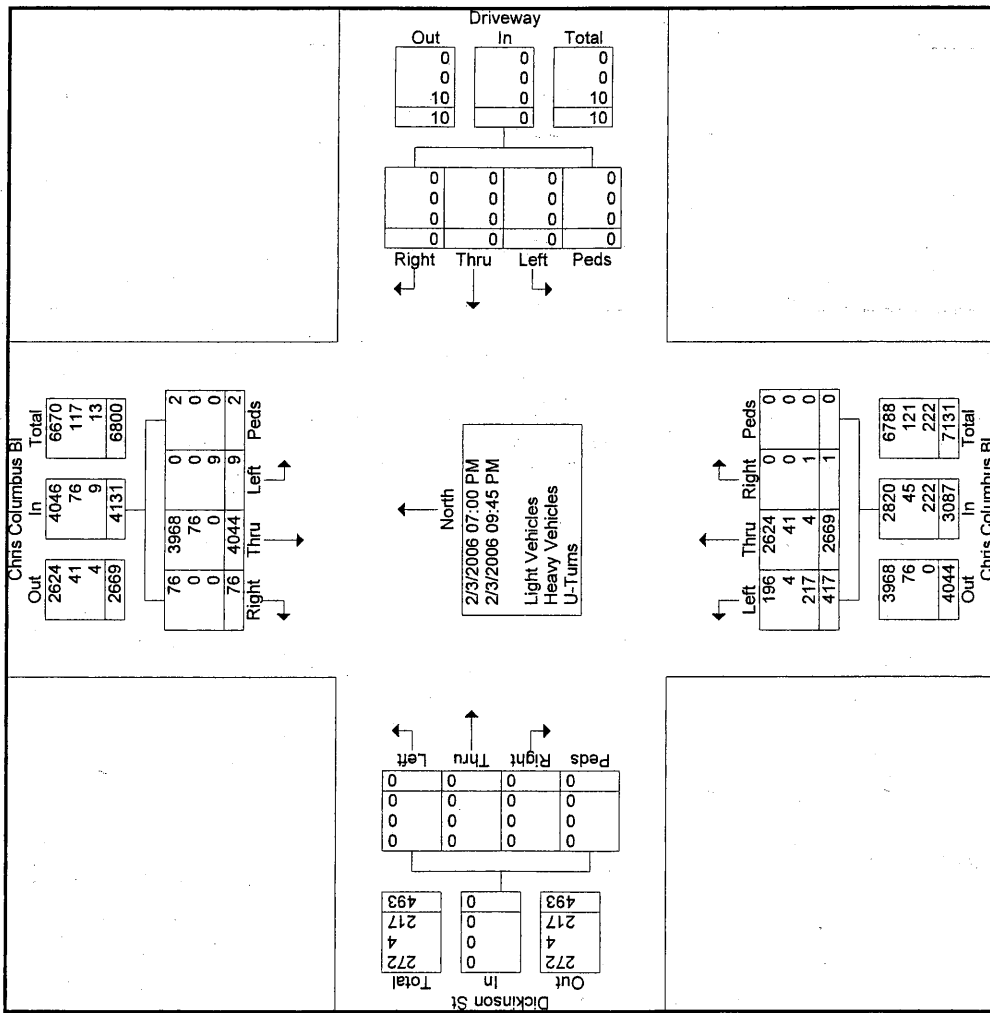 Driveway
Out In Total
0 0 0
0 0 0
10 0 10
10 0 10
0 0 0 0
0 0 0 0
0 0 0 0
0 0 0 0
Right Thru Left Peds
Chris Columbus Bl
Out In Total
2624 4046 6670
41 76 117
4 9 13
2669 4131 6800
76 3968 0 2
0 76 0 0
0 0 9 0
76 4044 9 2
Right Thru Left Peds
North
2/3/2006 07:00 PM
2/3/2006 09:45 PM
Light Vehicles
Heavy Vehicles
U-Turns
Left Thru Right Peds
196 2624 0 0
4 41 0 0
217 4 1 0
417 2669 1 0
3968 2820 6788
76 45 121
0 222 222
4044 3087 7131
Out In Total
Chris Columbus Bl
Left Thru Right Peds
0 0 0 0
0 0 0 0
0 0 0 0
0 0 0 0
493 0 493
217 0 217
4 0 4
272 0 272
Total In Out
Dickinson St